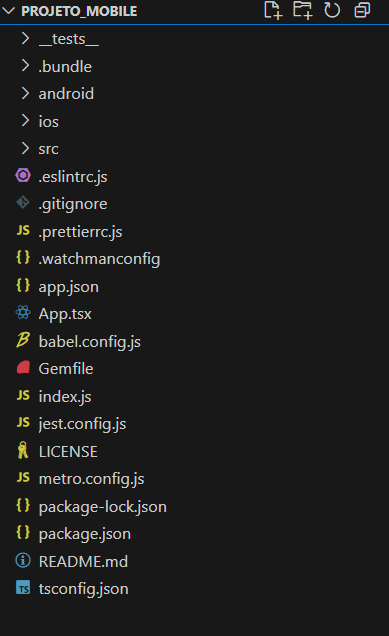 PROJETO_MOBILE
__tests__
.bundle
android
ios
src
.eslintrc.js
.gitignore
JS .prettierrc.js
{} .watchmanconfig
{} app.json
App.tsx
B babel.config.js
Gemfile
JS index.js
JS jest.config.js
LICENSE
JS metro.config.js
{} package-lock.json
{} package.json
README.md
TS tsconfig.json